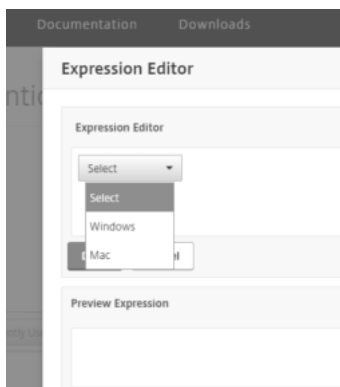 Documentation Downloads
Expression Editor
Expression Editor
Select
Select
Windows
Mac
Preview Expression